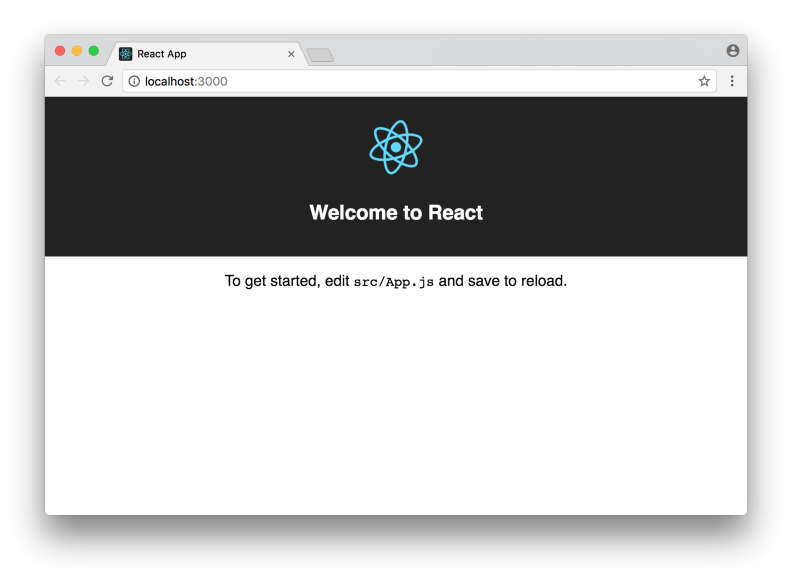 React App
localhost:3000
Welcome to React
To get started, edit src/App.js and save to reload.